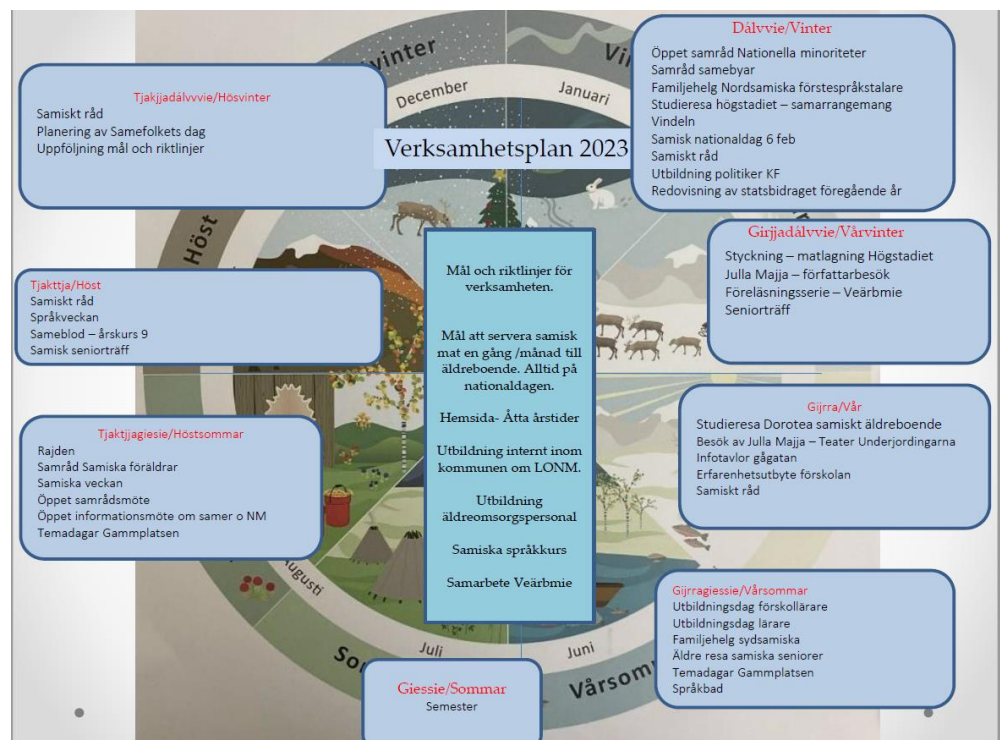 Verksamhetsplan 2023
Dálvvie/Vinter
Öppet samråd Nationella minoriteter
Samråd samebyar
Familjehelg Nordsamiska förstespråkstalare
Studieresa högstadiet – samarrangemang
Vindeln
Samisk nationaldag 6 feb
Samiskt råd
Utbildning politiker KF
Redovisning av statsbidraget föregående år
Girjjadálvvie/Vårvinter
Styckning – matlagning Högstadiet
Julla Majja – författarbesök
Föreläsningsserie – Veärbmie
Seniorträff
Gijrra/Vår
Studieresa Dorotea samiskt äldreboende
Besök av Julla Majja – Teater Underjordingarna
Infotavlor gågatan
Erfarenhetsutbyte förskolan
Samiskt råd
Gijrragiessie/Vårsommar
Utbildningsdag förskollärare
Utbildningsdag lärare
Familjehelg sydsamiska
Äldre resa samiska seniorer
Temadagar Gammplatsen
Språkbad
Giessie/Sommar
Semester
Tjaktjjagiesie/Höstsommar
Rajden
Samråd Samiska föräldrar
Samiska veckan
Öppet samrådsmöte
Öppet informationsmöte om samer o NM
Temadagar Gammplatsen
Tjakttja/Höst
Samiskt råd
Språkveckan
Sameblod – årskurs 9
Samisk seniorträff
Tjakjjadálvvvie/Hösvinter
Samiskt råd
Planering av Samefolkets dag
Uppföljning mål och riktlinjer
Mål och riktlinjer för
verksamheten.
Mål att servera samisk
mat en gång /månad till
äldreboende. Alltid på
nationaldagen.
Hemsida- Åtta årstider
Utbildning internt inom
kommunen om LONM.
Utbildning
äldreomsorgspersonal
Samiska språkkurs
Samarbete Veärbmie
vinter
December
Januari
Vi
Höst
Augusti
Juli
Juni
So
Vårsom